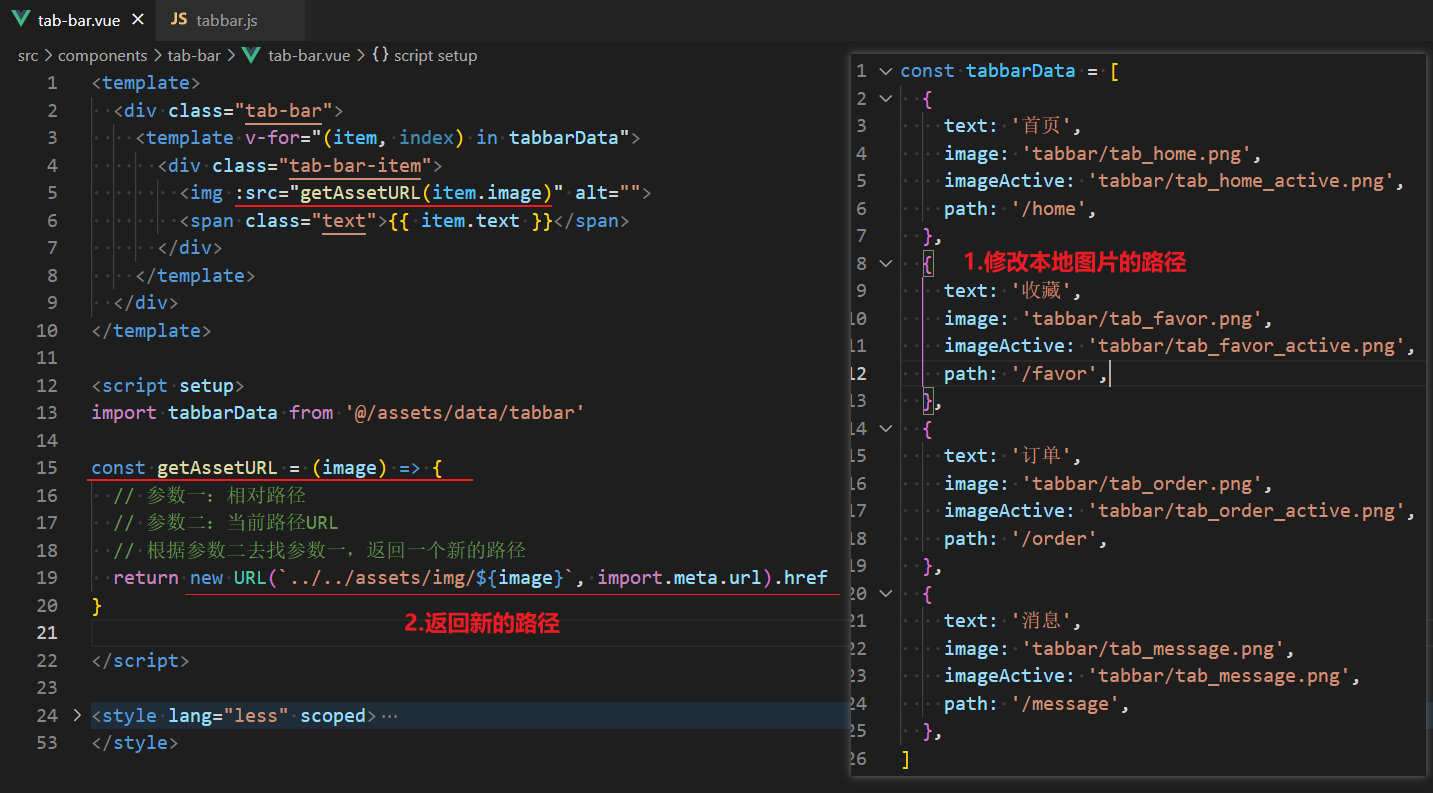 tab-bar.vue
JS tabbar.js
src > components > tab-bar > tab-bar.vue > {} script setup
1 <template>
2 <div class="tab-bar">
3 <template v-for="(item, index) in tabbarData">
4 <div class="tab-bar-item">
5 <img :src="getAssetURL(item.image)" alt="">
6 <span class="text">{{ item.text }}</span>
7 </div>
8 </template>
9 </div>
10 </template>
11
12 <script setup>
13 import tabbarData from '@/assets/data/tabbar'
14
15 const getAssetURL = (image) => {
16 // 参数一: 相对路径
17 // 参数二: 当前路径URL
18 // 根据参数二去找参数一, 返回一个新的路径
19 return new URL(`../../assets/img/${image}`, import.meta.url).href
20 }
2.返回新的路径
21
22 </script>
23
24 <style lang="less" scoped> ...
53 </style>
1 const tabbarData = [
2 {
3 text: '首页',
4 image: 'tabbar/tab_home.png',
5 imageActive: 'tabbar/tab_home_active.png',
6 path: '/home',
7 },
8 { 1.修改本地图片的路径
9 text: '收藏',
10 image: 'tabbar/tab_favor.png',
11 imageActive: 'tabbar/tab_favor_active.png',
12 path: '/favor',
13 },
14 {
15 text: '订单',
16 image: 'tabbar/tab_order.png',
17 imageActive: 'tabbar/tab_order_active.png',
18 path: '/order',
19 },
20 {
21 text: '消息',
22 image: 'tabbar/tab_message.png',
23 imageActive: 'tabbar/tab_message.png',
24 path: '/message',
25 },
26 ]